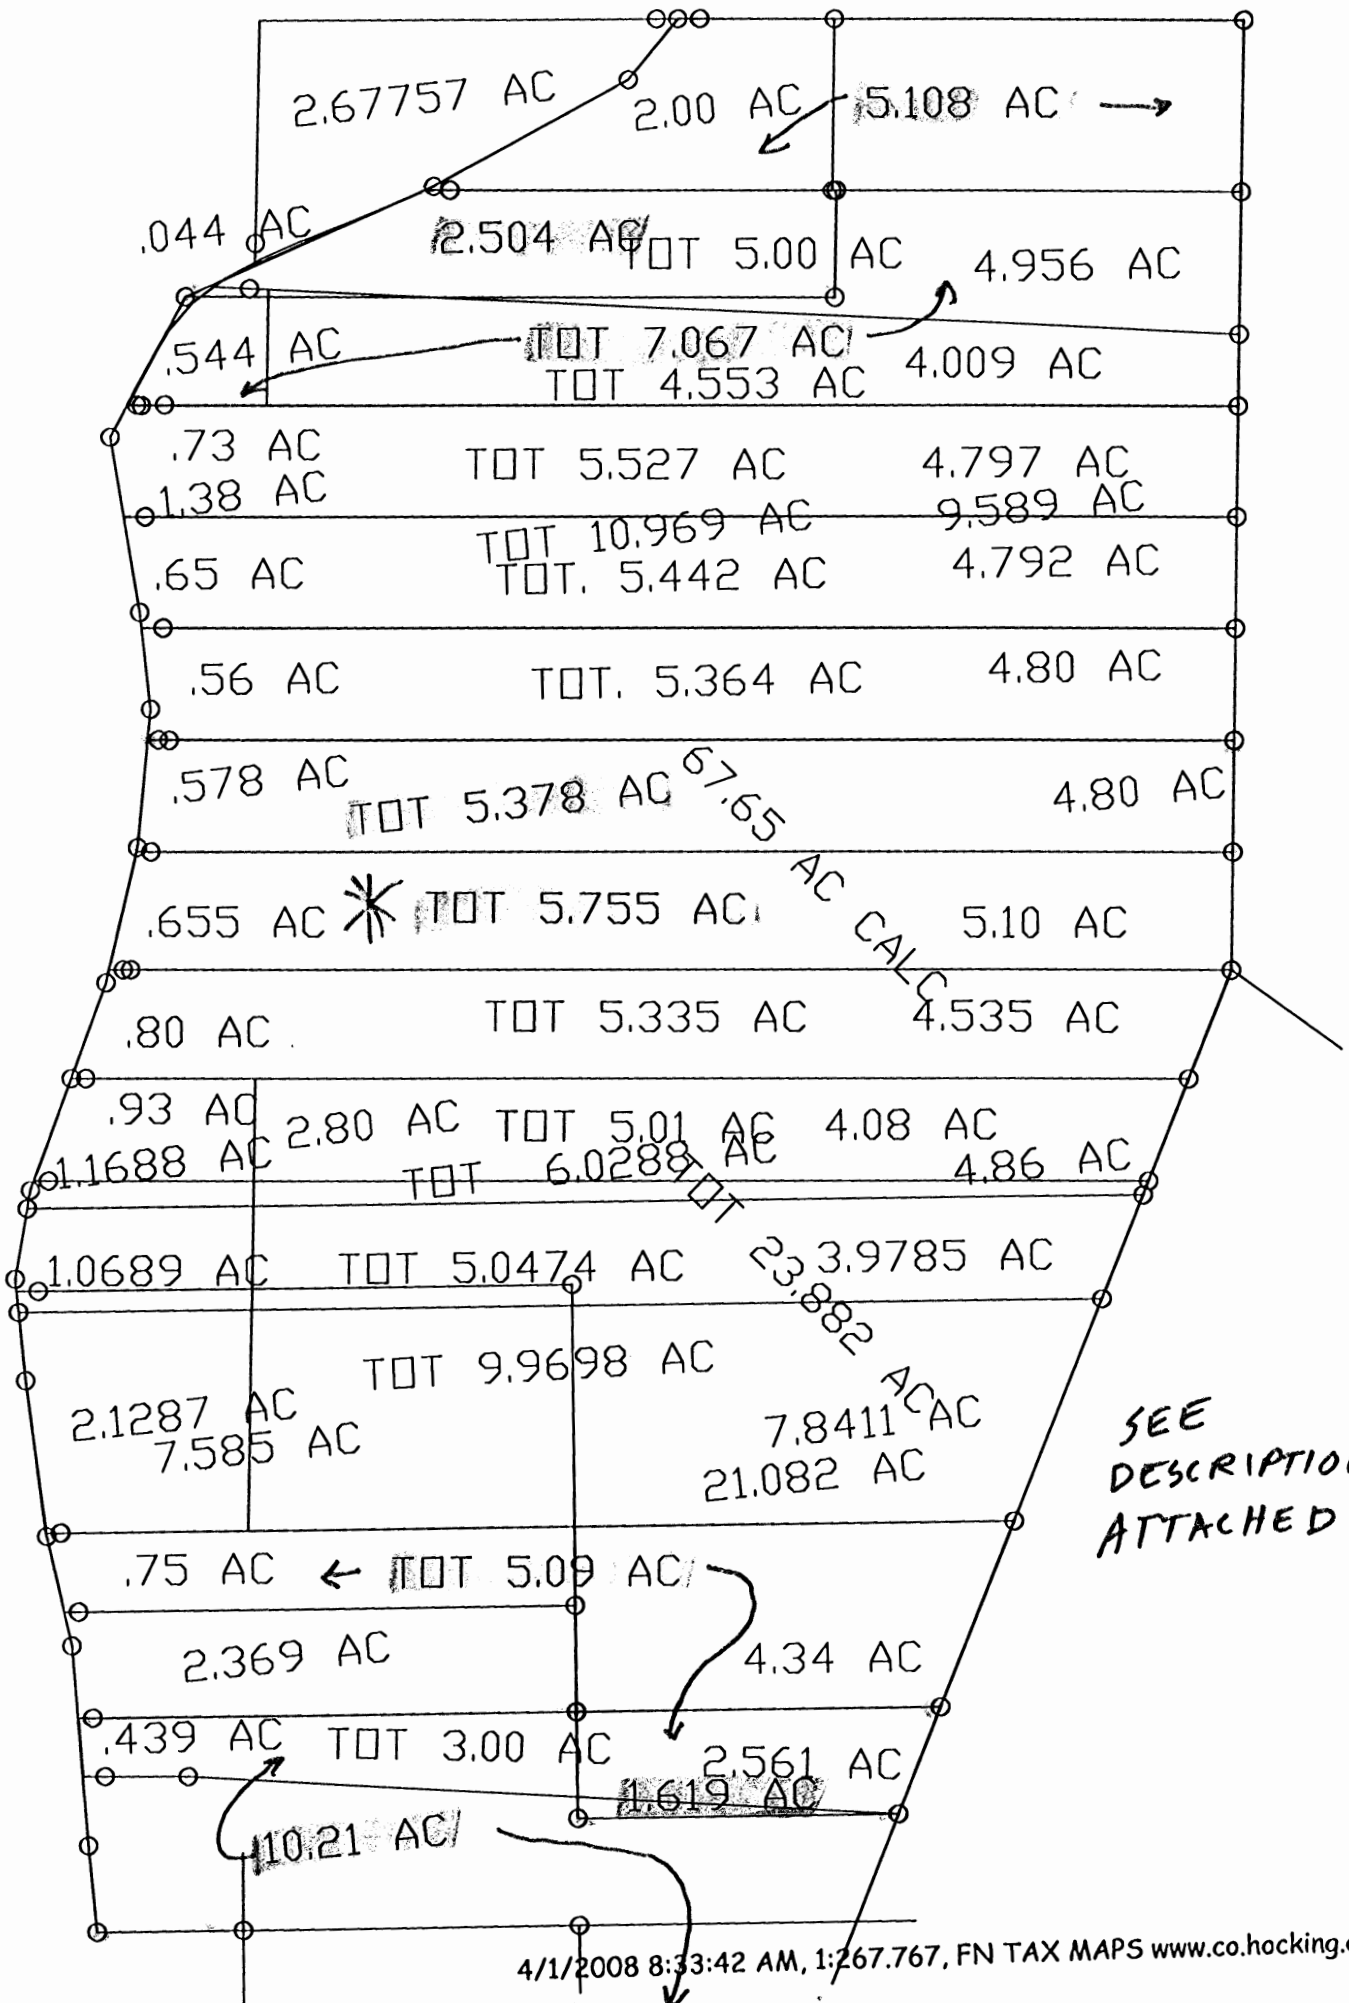 2.67757 AC
2.00 AC
5.108 AC
.044 AC
2.504 AC
TOT 5.00 AC
4.956 AC
.544 AC
TOT 7.067 AC
4.009 AC
TOT 4.553 AC
.73 AC
TOT 5.527 AC
4.797 AC
1.38 AC
TOT 10.969 AC
9.589 AC
.65 AC
TOT. 5.442 AC
4.792 AC
.56 AC
TOT. 5.364 AC
4.80 AC
.578 AC
TOT 5.378 AC
67.65 AC CALC
4.80 AC
.655 AC
TOT 5.755 AC
5.10 AC
.80 AC
TOT 5.335 AC
4.535 AC
.93 AC
2.80 AC
TOT 5.01 AC
4.08 AC
1.1688 AC
TOT 6.0288 AC
4.86 AC
TOT 23.882 AC
1.0689 AC
TOT 5.0474 AC
3.9785 AC
TOT 9.9698 AC
2.1287 AC
7.8411 AC
7.585 AC
21.082 AC
SEE
DESCRIPTIO
ATTACHED
.75 AC
TOT 5.09 AC
2.369 AC
4.34 AC
.439 AC
TOT 3.00 AC
2.561 AC
1.619 AC
10.21 AC
4/1/2008 8:33:42 AM, 1:267.767, FN TAX MAPS www.co.hocking.